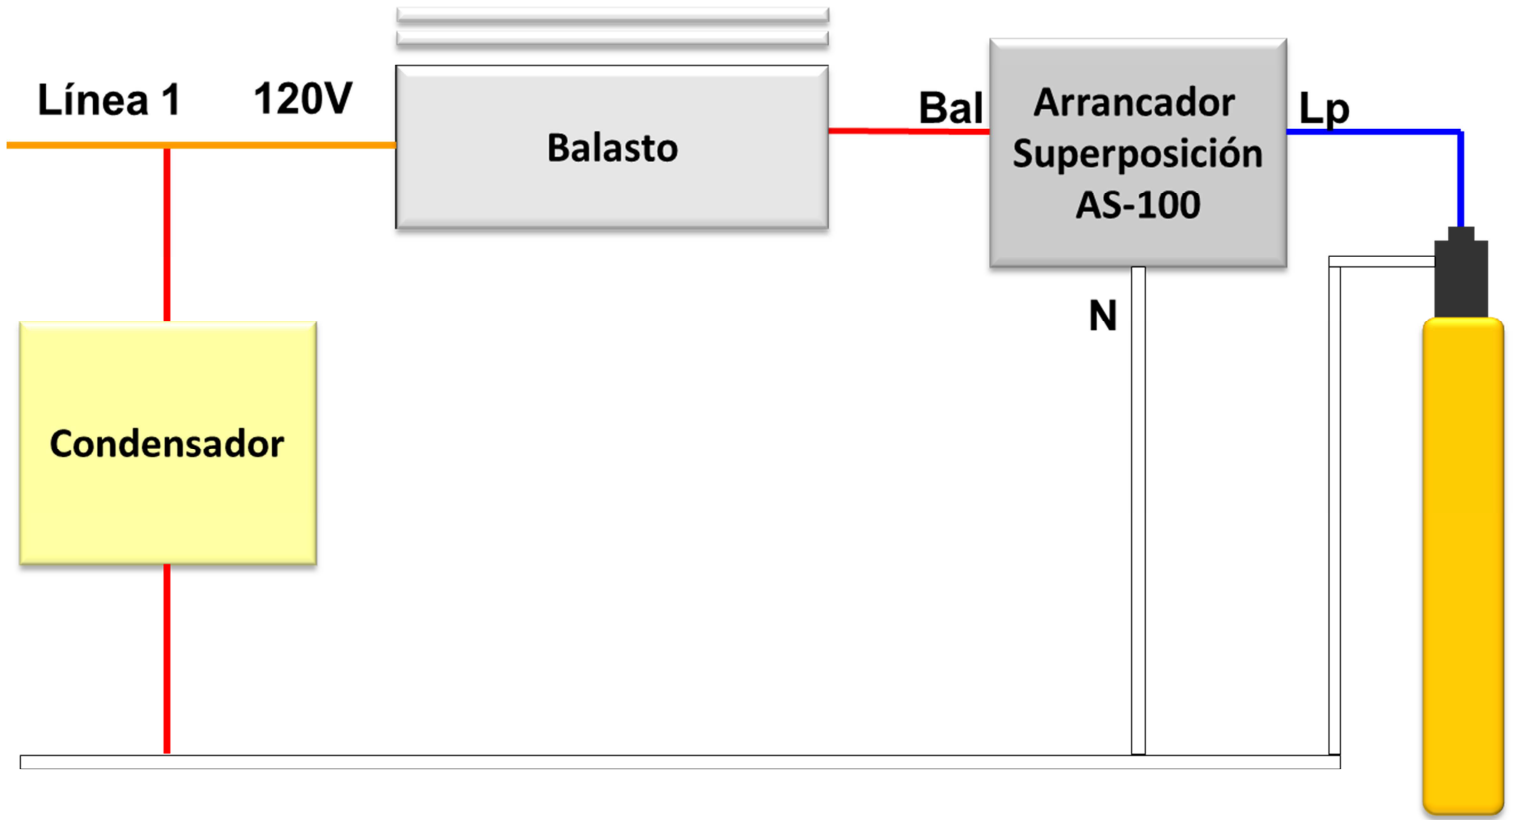 Línea 1
120V
Balasto
Bal
Arrancador
Superposición
AS-100
Lp
N
Condensador